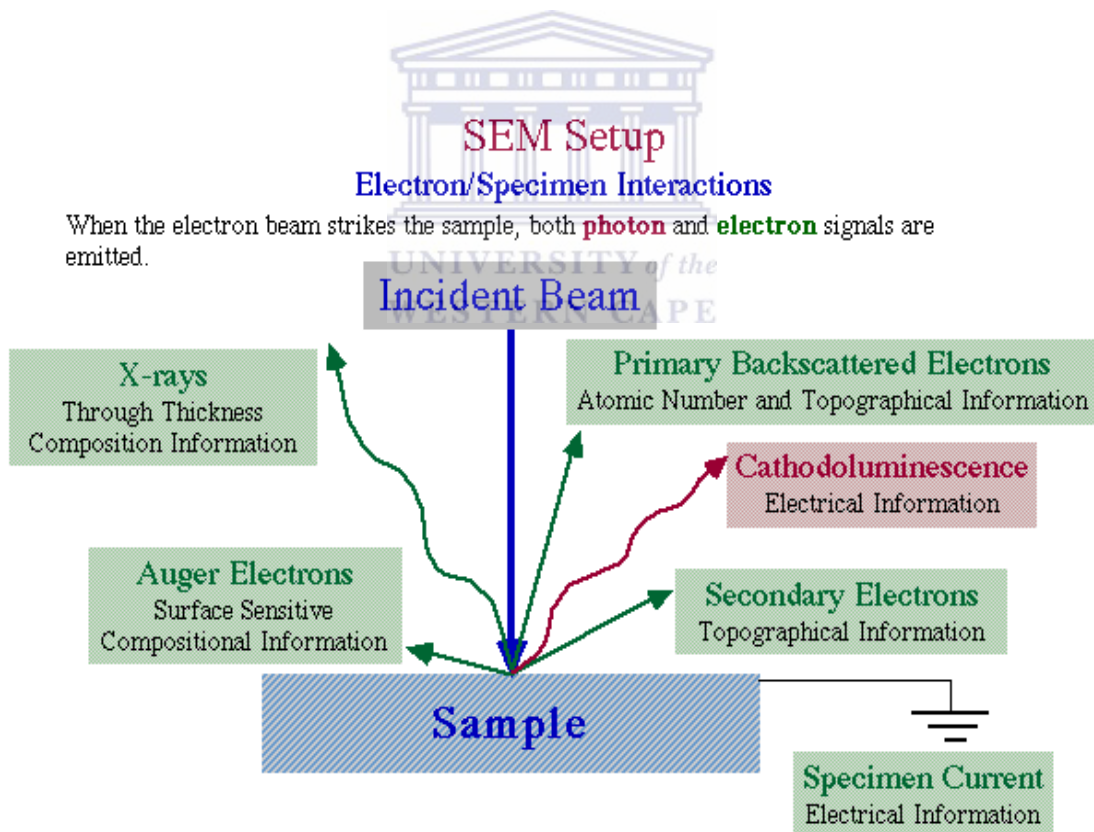 SEM Setup
Electron/Specimen Interactions
When the electron beam strikes the sample, both photon and electron signals are
emitted.
UNIVERSITY of the
WESTERN CAPE
Incident Beam
X-rays
Through Thickness
Composition Information
Primary Backscattered Electrons
Atomic Number and Topographical Information
Cathodoluminescence
Electrical Information
Auger Electrons
Surface Sensitive
Compositional Information
Secondary Electrons
Topographical Information
Sample
Specimen Current
Electrical Information